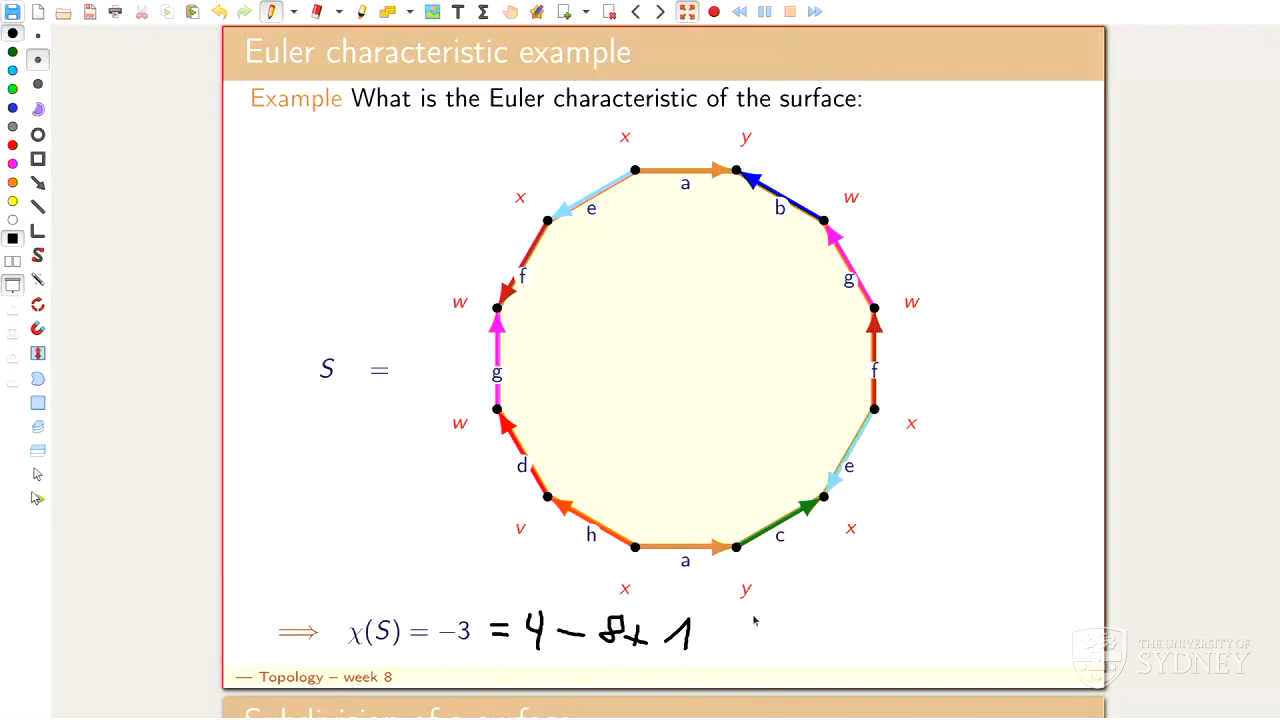 Euler characteristic example
Example What is the Euler characteristic of the surface:
x y
a
x e b w
f g
w w
S = g f
w x
d e
v h c x
a
x y
⟹ χ(S) = −3 = 4 − 8 + 1
— Topology – week 8
THE UNIVERSITY OF
SYDNEY